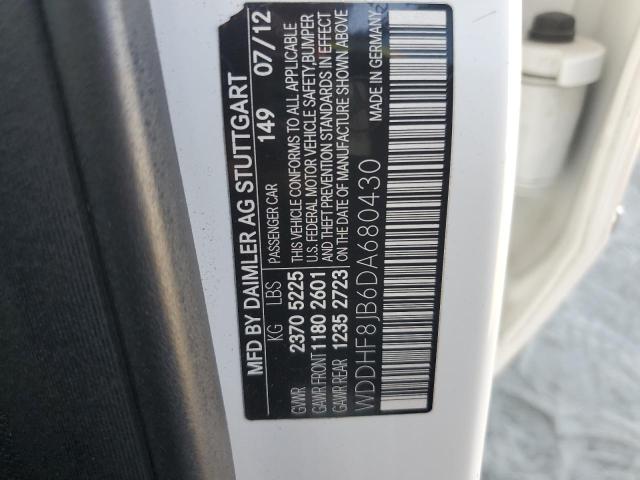 MFD BY DAIMLER AG STUTTGART
149 07/12
KG LBS PASSENGER CAR
GVWR 2370 5225
GAWR FRONT 1180 2601
GAWR REAR 1235 2723
THIS VEHICLE CONFORMS TO ALL APPLICABLE
U.S. FEDERAL MOTOR VEHICLE SAFETY, BUMPER
AND THEFT PREVENTION STANDARDS IN EFFECT
ON THE DATE OF MANUFACTURE SHOWN ABOVE
WDDHF8JB6DA680430
MADE IN GERMANY